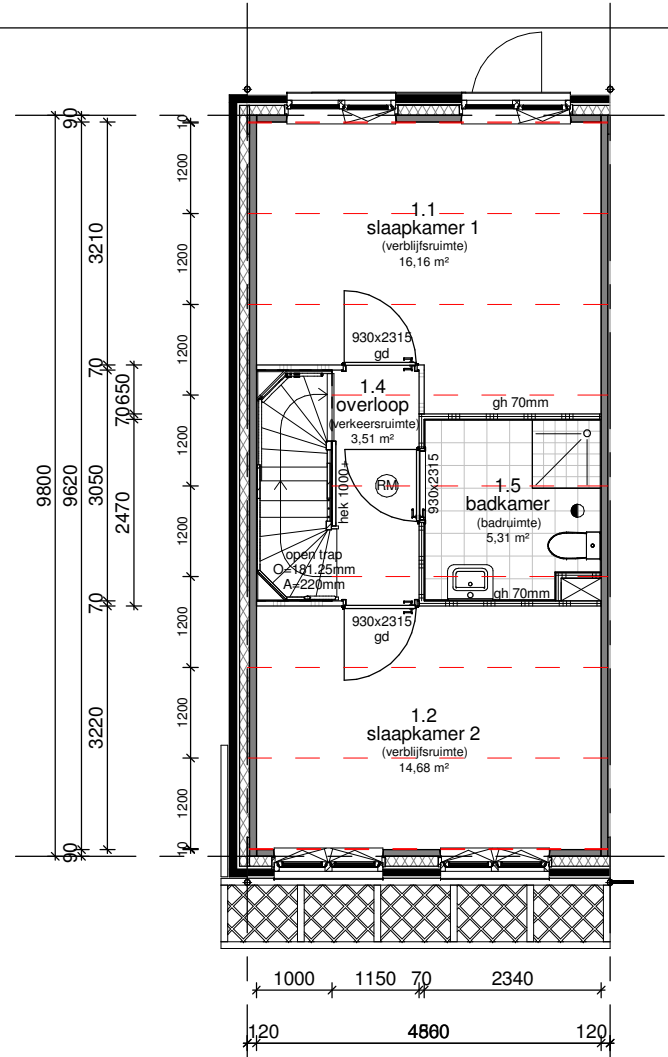 1.1
slaapkamer 1
(verblijfsruimte)
16,16 m²
930x2315
gd
1.4
overloop
(verkeersruimte)
3,51 m²
gh 70mm
RM
hek 1000+
930x2315
1.5
badkamer
(badruimte)
5,31 m²
open trap
O=181.25mm
A=220mm
gh 70mm
930x2315
gd
1.2
slaapkamer 2
(verblijfsruimte)
14,68 m²
9800
90
9620
90
3210
70
3050
70
3220
650
70
2470
10
1200
1200
1200
1200
1200
1200
1200
1200
10
1000
1150
70
2340
120
120